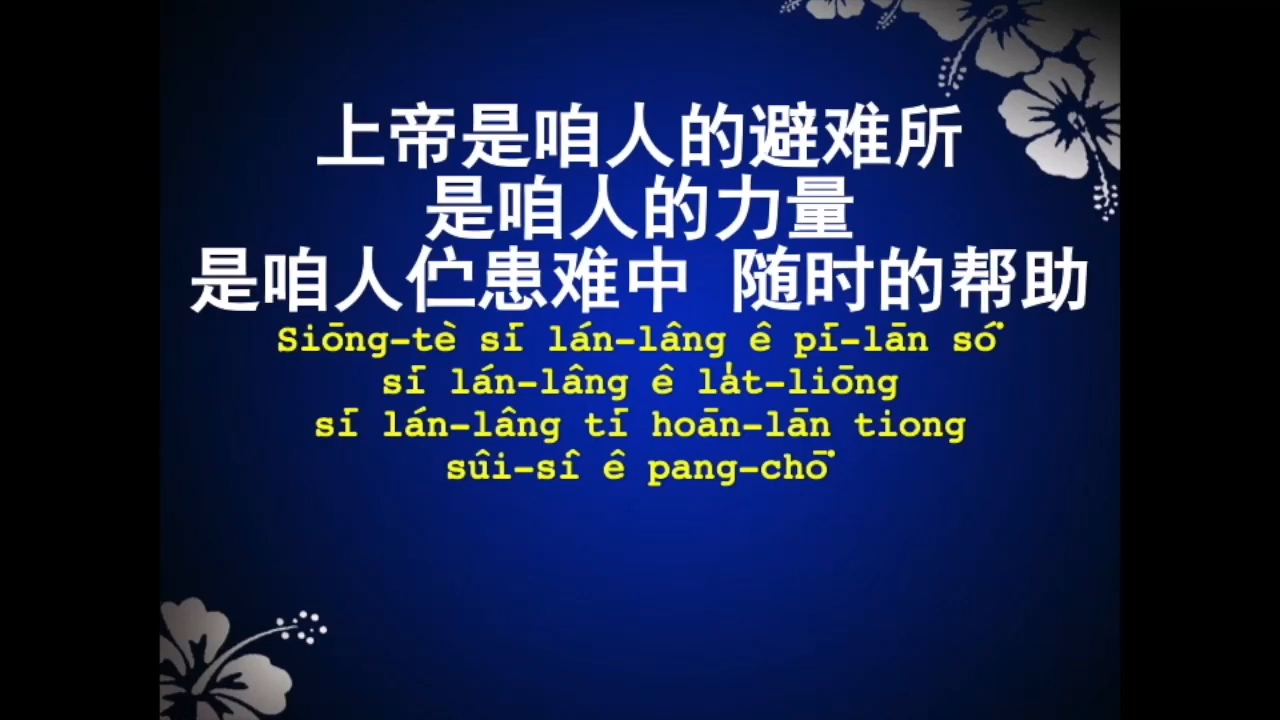 上帝是咱人的避难所
是咱人的力量
是咱人伫患难中 随时的帮助
Siōng-tè sī lán-lâng ê pī-lān só͘
sī lán-lâng ê la̍t-liōng
sī lán-lâng tī hoān-lān tiong
sûi-sî ê pang-chō͘